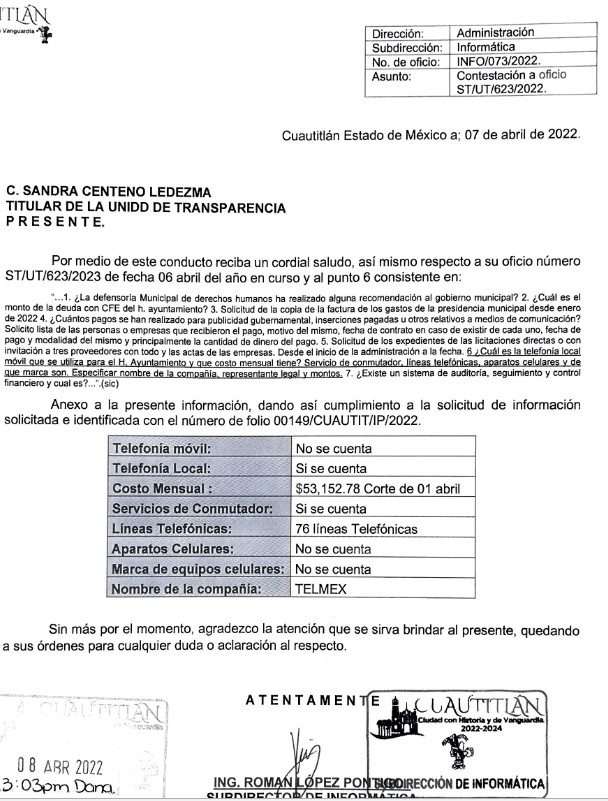 TITLÁN
e Vanguardia
Dirección: Administración
Subdirección: Informática
No. de oficio: INFO/073/2022.
Asunto: Contestación a oficio
ST/UT/623/2022.
Cuautitlán Estado de México a; 07 de abril de 2022.
C. SANDRA CENTENO LEDEZMA
TITULAR DE LA UNIDD DE TRANSPARENCIA
P R E S E N T E.
Por medio de este conducto reciba un cordial saludo, así mismo respecto a su oficio número
ST/UT/623/2023 de fecha 06 abril del año en curso y al punto 6 consistente en:
"...1. ¿La defensoría Municipal de derechos humanos ha realizado alguna recomendación al gobierno municipal? 2. ¿Cuál es el
monto de la deuda con CFE del h. ayuntamiento? 3. Solicitud de la copia de la factura de los gastos de la presidencia municipal desde enero
de 2022 4. ¿Cuántos pagos se han realizado para publicidad gubernamental, inserciones pagadas u otros relativos a medios de comunicación?
Solicito lista de las personas o empresas que recibieron el pago, motivo del mismo, fecha de contrato en caso de existir de cada uno, fecha de
pago y modalidad del mismo y principalmente la cantidad de dinero del pago. 5. Solicitud de los expedientes de las licitaciones directas o con
invitación a tres proveedores con todo y las actas de las empresas. Desde el inicio de la administración a la fecha. 6 ¿Cuál es la telefonía local
móvil que se utiliza para el H. Ayuntamiento y que costo mensual tiene? Servicio de conmutador, líneas telefónicas, aparatos celulares y de
que marca son. Especificar nombre de la compañía, representante legal y montos. 7. ¿Existe un sistema de auditoría, seguimiento y control
financiero y cual es?...".(sic)
Anexo a la presente información, dando así cumplimiento a la solicitud de información
solicitada e identificada con el número de folio 00149/CUAUTIT/IP/2022.
Telefonía móvil: No se cuenta
Telefonía Local: Si se cuenta
Costo Mensual : $53,152.78 Corte de 01 abril
Servicios de Conmutador: Si se cuenta
Líneas Telefónicas: 76 líneas Telefónicas
Aparatos Celulares: No se cuenta
Marca de equipos celulares: No se cuenta
Nombre de la compañía: TELMEX
Sin más por el momento, agradezco la atención que se sirva brindar al presente, quedando
a sus órdenes para cualquier duda o aclaración al respecto.
A T E N T A M E N T E
CUAUTITLÁN
Ciudad con Historia y de Vanguardia
2022-2024
SUBDIRECCIÓN DE INFORMÁTICA
CUAUTITLÁN
08 ABR 2022
3:03pm Dana
ING. ROMAN LÓPEZ
SUBDIRECTOR DE INFORMÁTICA